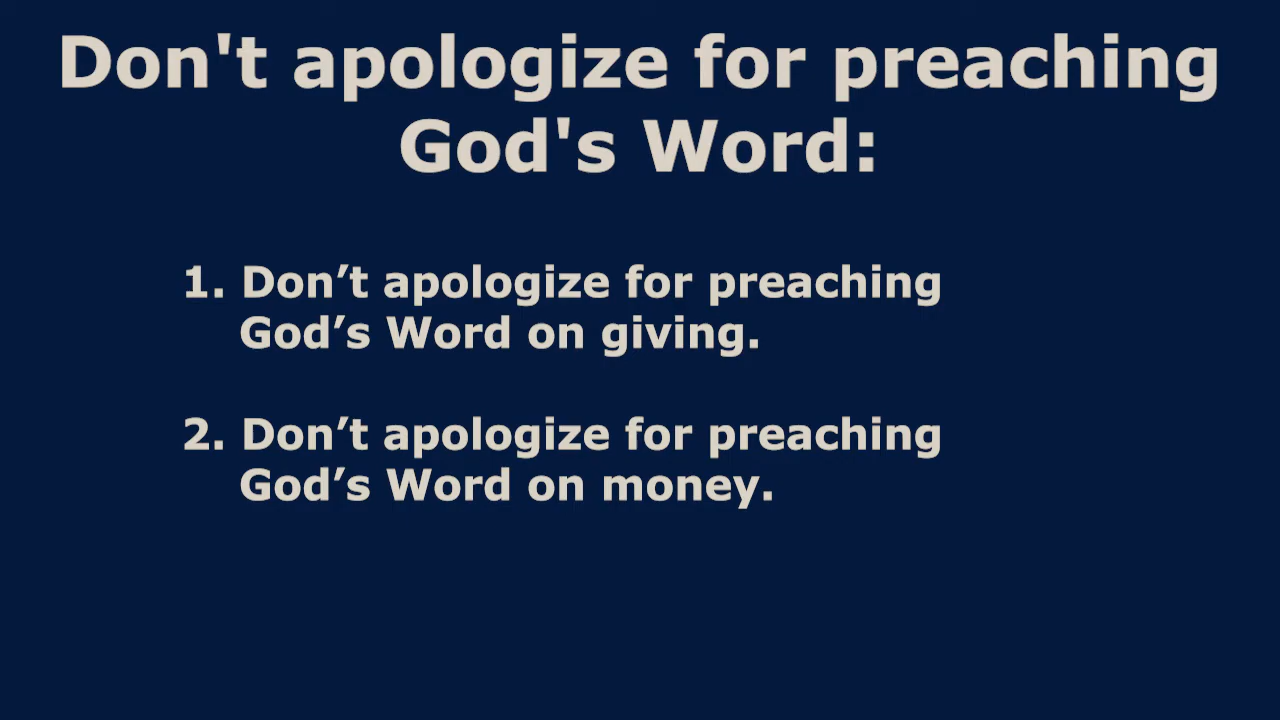 Don't apologize for preaching
God's Word:
1. Don’t apologize for preaching
God’s Word on giving.
2. Don’t apologize for preaching
God’s Word on money.